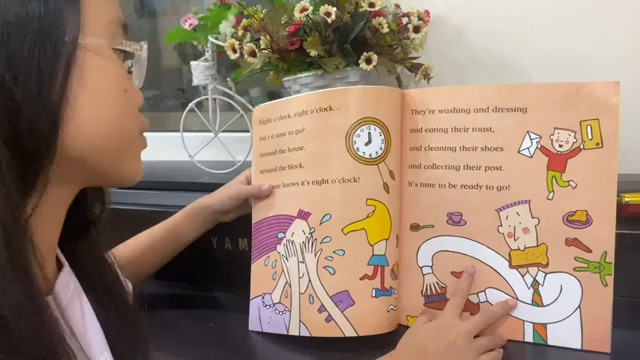 Eight o'clock, eight o'clock...
Isn't it time to go?
Around the house,
around the block,
knows it's eight o'clock!
They're washing and dressing
and eating their toast,
and cleaning their shoes
and collecting their post.
It's time to be ready to go!
YAM